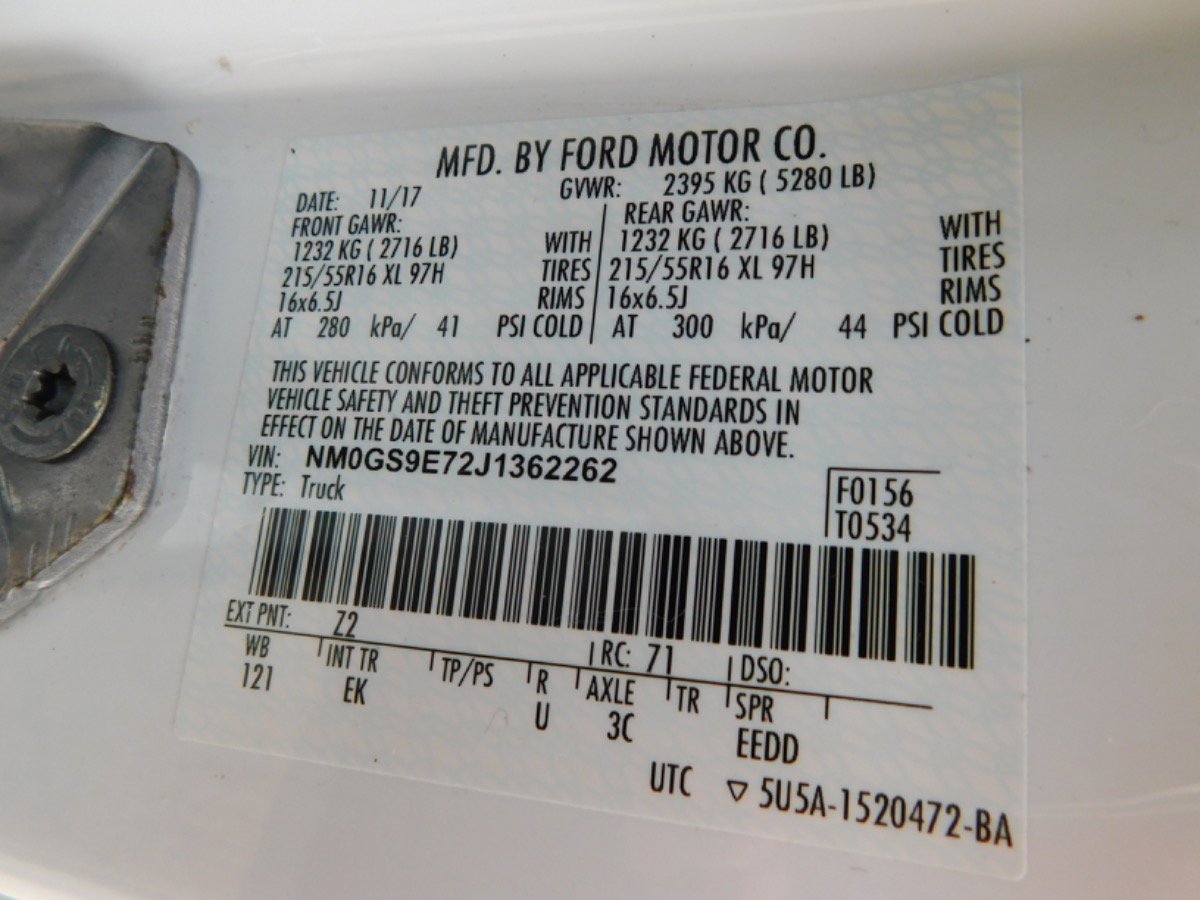 MFD. BY FORD MOTOR CO.
DATE: 11/17 GVWR: 2395 KG ( 5280 LB)
FRONT GAWR: REAR GAWR:
1232 KG ( 2716 LB) WITH 1232 KG ( 2716 LB) WITH
215/55R16 XL 97H TIRES 215/55R16 XL 97H TIRES
16x6.5J RIMS 16x6.5J RIMS
AT 280 kPa/ 41 PSI COLD AT 300 kPa/ 44 PSI COLD
THIS VEHICLE CONFORMS TO ALL APPLICABLE FEDERAL MOTOR
VEHICLE SAFETY AND THEFT PREVENTION STANDARDS IN
EFFECT ON THE DATE OF MANUFACTURE SHOWN ABOVE.
VIN: NM0GS9E72J1362262
TYPE: Truck
F0156
T0534
EXT PNT: Z2 RC: 71 DSO:
WB INT TR TP/PS R AXLE TR SPR
121 EK U 3C EEDD
UTC ▽ 5U5A-1520472-BA